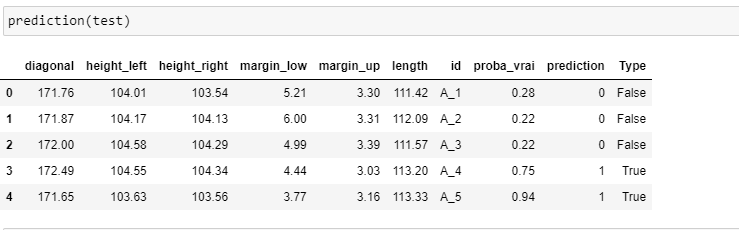 prediction(test)
diagonal height_left height_right margin_low margin_up length id proba_vrai prediction Type
0 171.76 104.01 103.54 5.21 3.30 111.42 A_1 0.28 0 False
1 171.87 104.17 104.13 6.00 3.31 112.09 A_2 0.22 0 False
2 172.00 104.58 104.29 4.99 3.39 111.57 A_3 0.22 0 False
3 172.49 104.55 104.34 4.44 3.03 113.20 A_4 0.75 1 True
4 171.65 103.63 103.56 3.77 3.16 113.33 A_5 0.94 1 True